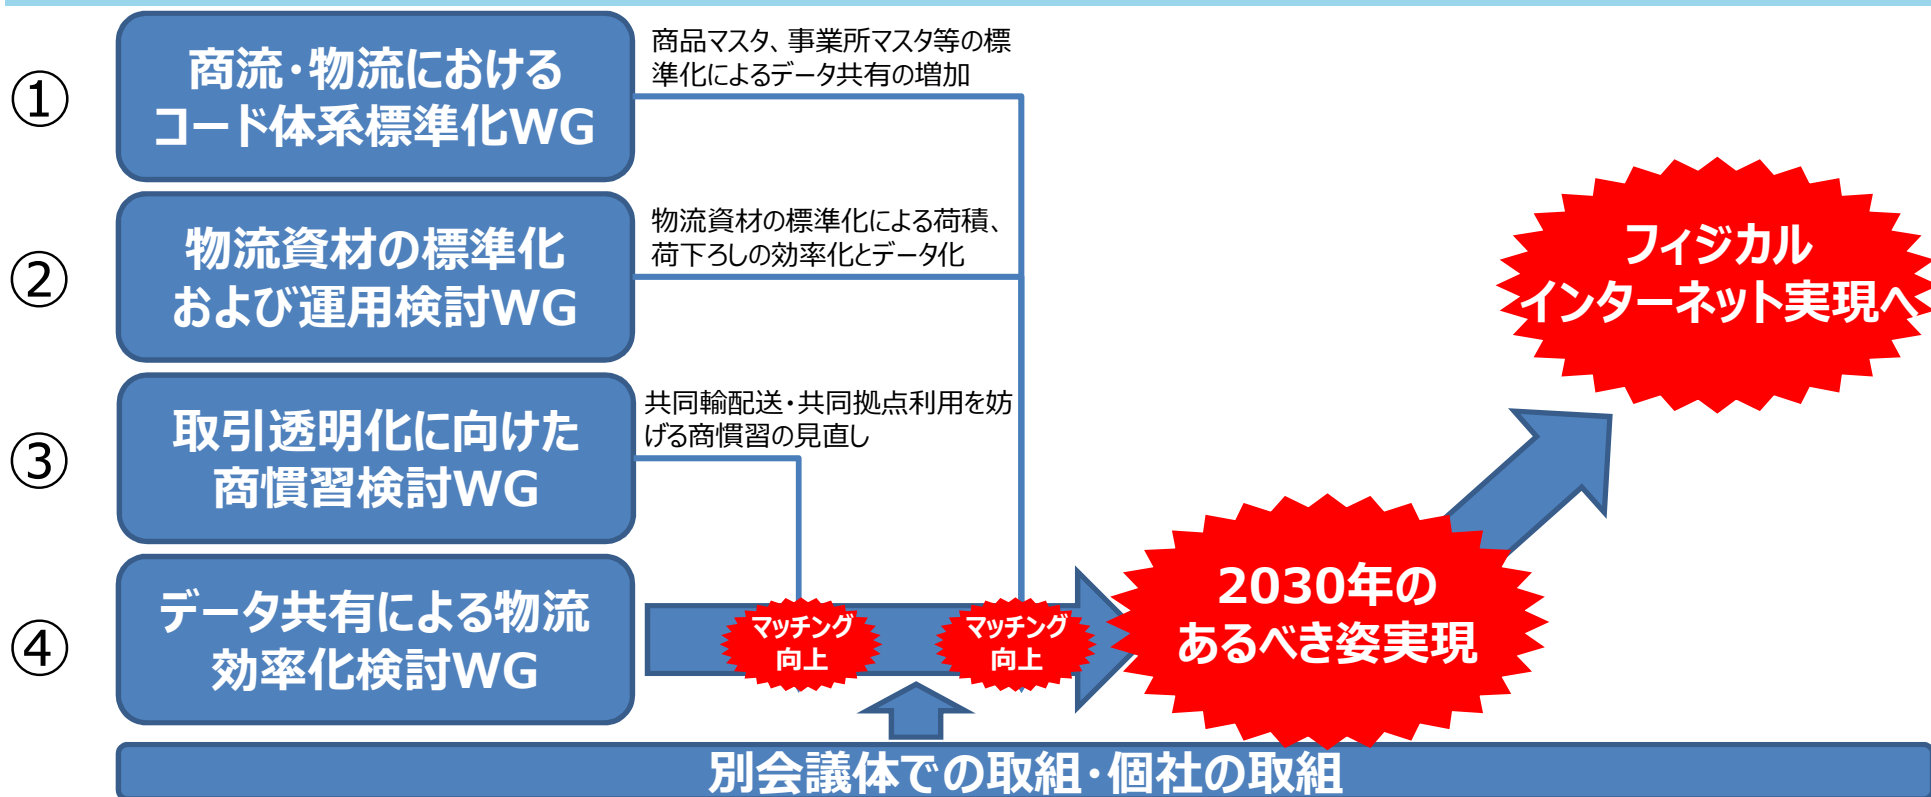 ①
商流・物流における
コード体系標準化WG
商品マスタ、事業所マスタ等の標
準化によるデータ共有の増加
②
物流資材の標準化
および運用検討WG
物流資材の標準化による荷積、
荷下ろしの効率化とデータ化
フィジカル
インターネット実現へ
③
取引透明化に向けた
商慣習検討WG
共同輸配送・共同拠点利用を妨
げる商慣習の見直し
④
データ共有による物流
効率化検討WG
マッチング
向上
マッチング
向上
2030年の
あるべき姿実現
別会議体での取組・個社の取組